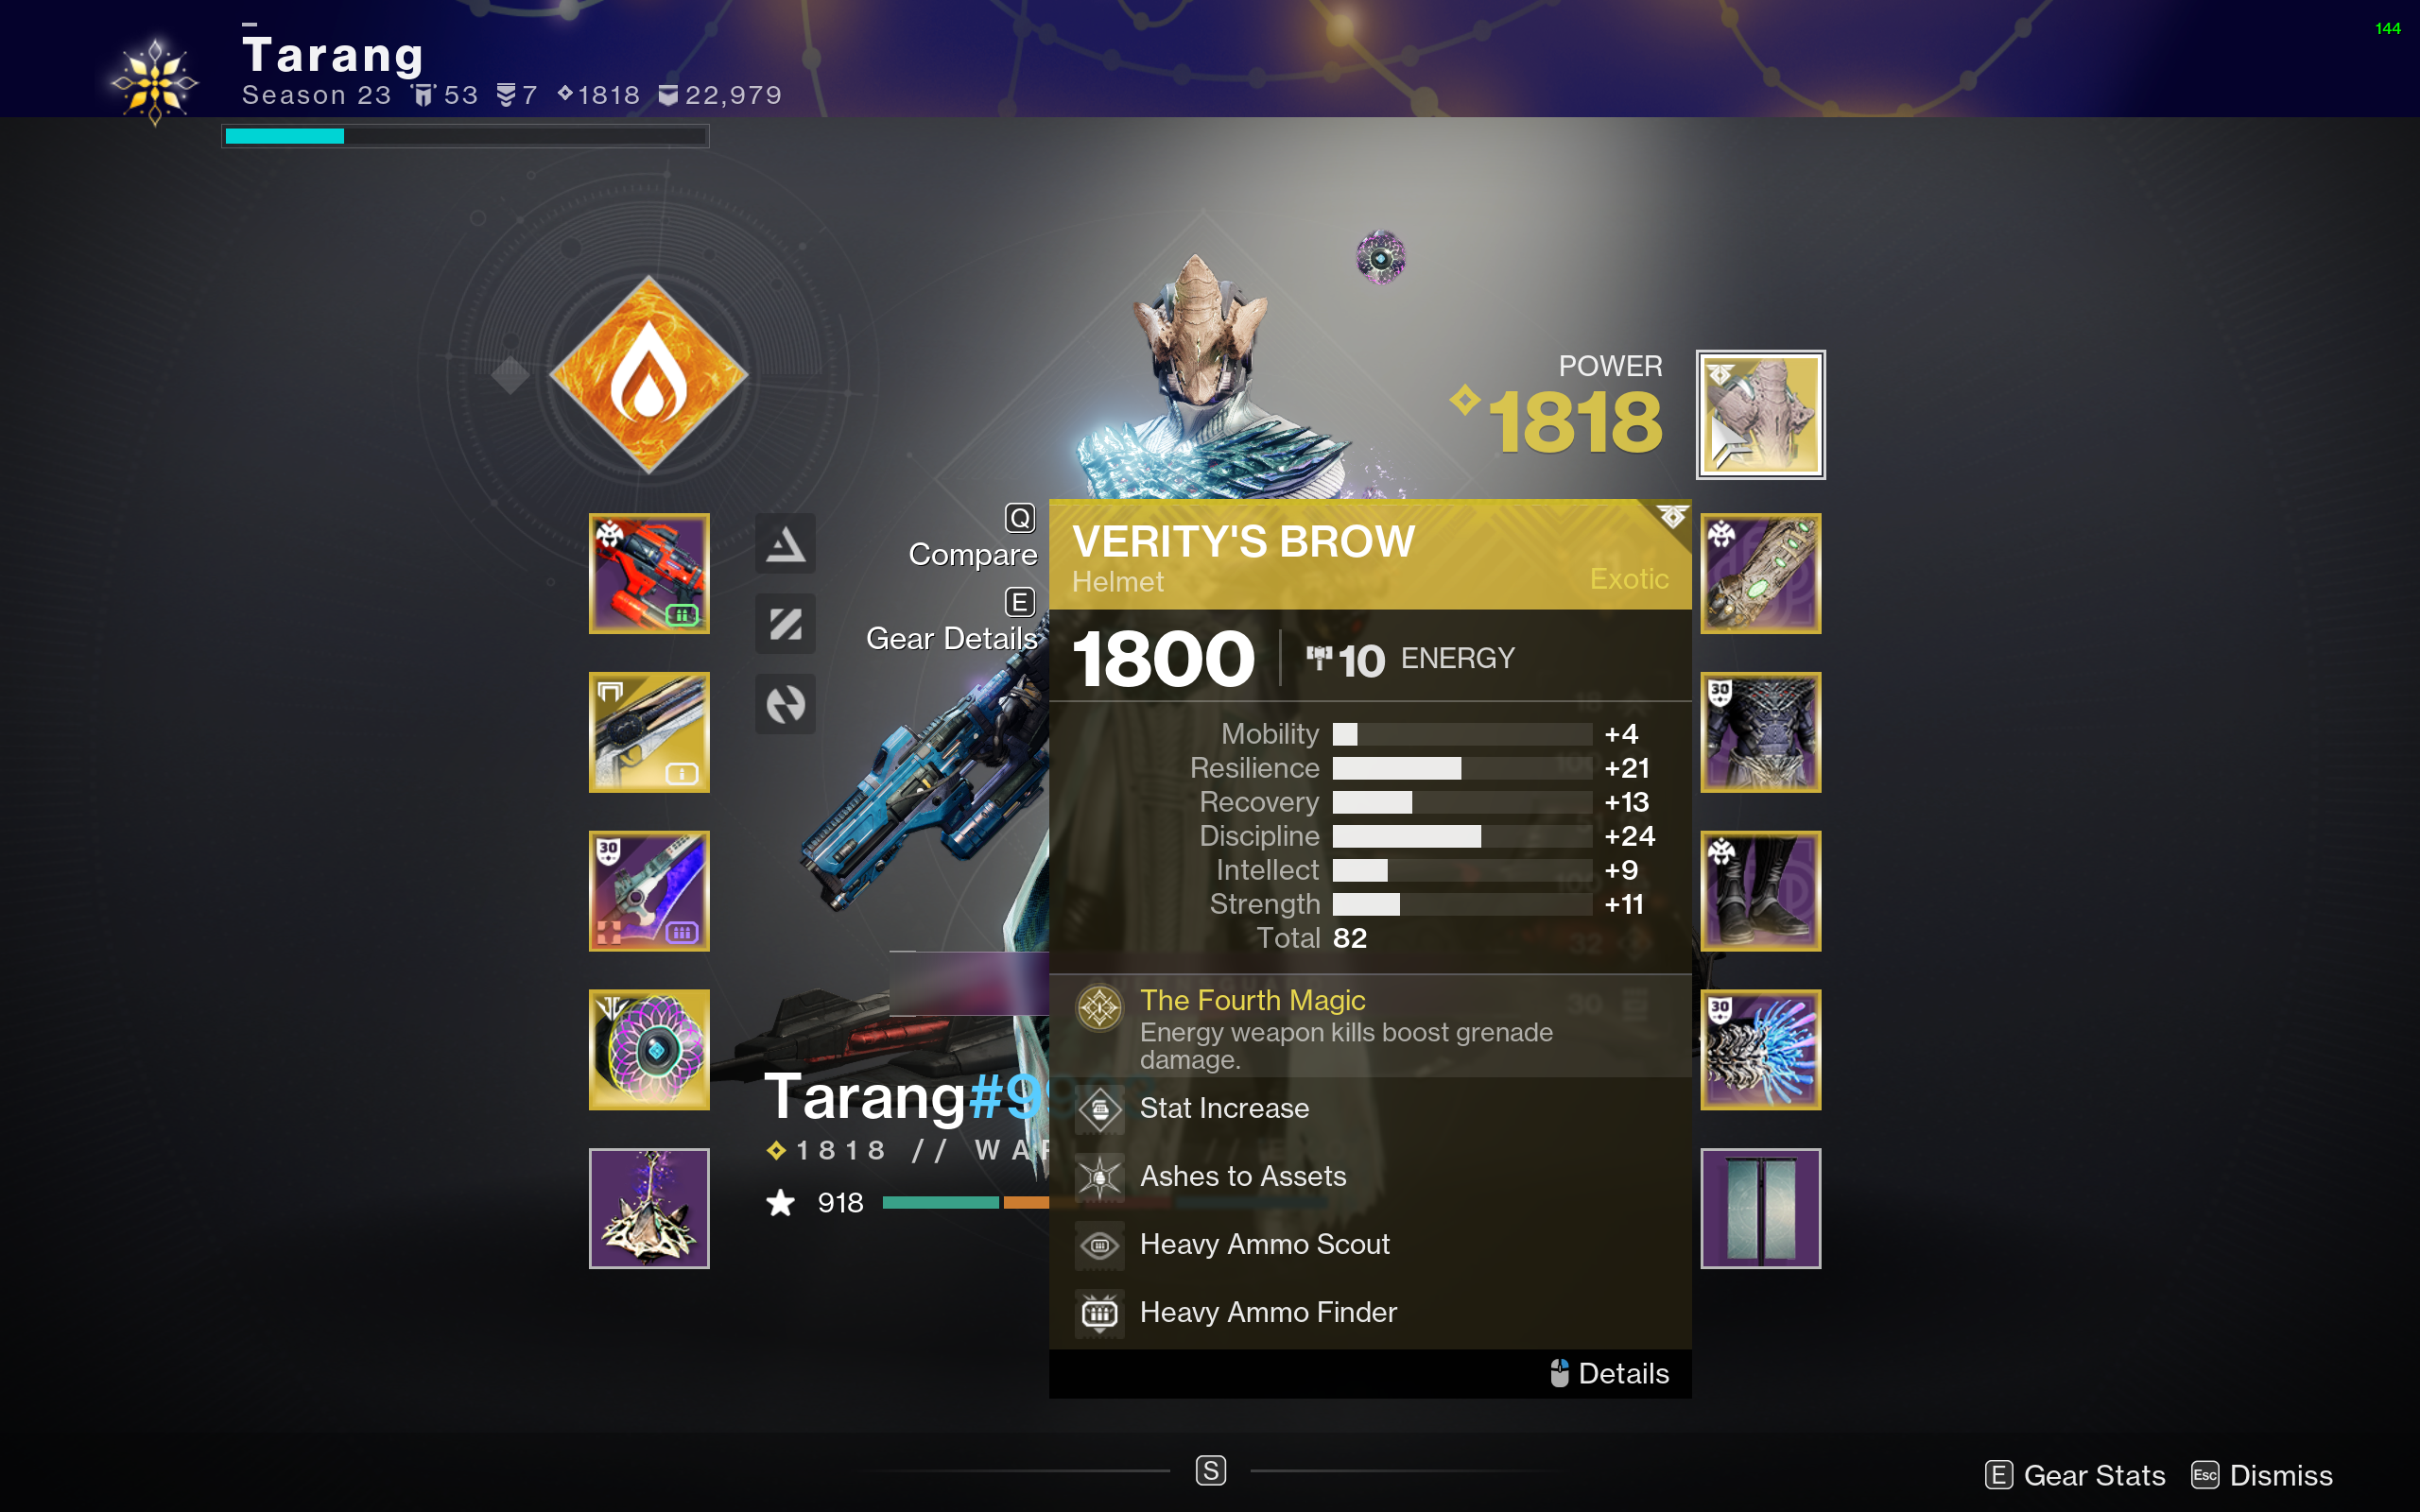 144
Tarang
Season 23 53 7 1818 22,979
POWER
1818
Q
Compare
E
Gear Details
VERITY'S BROW
Helmet
Exotic
1800 10 ENERGY
Mobility +4
Resilience +21
Recovery +13
Discipline +24
Intellect +9
Strength +11
Total 82
The Fourth Magic
Energy weapon kills boost grenade
damage.
Stat Increase
Ashes to Assets
Heavy Ammo Scout
Heavy Ammo Finder
Details
30
30
30
Tarang#9
1818 //
918
S
E Gear Stats Esc Dismiss